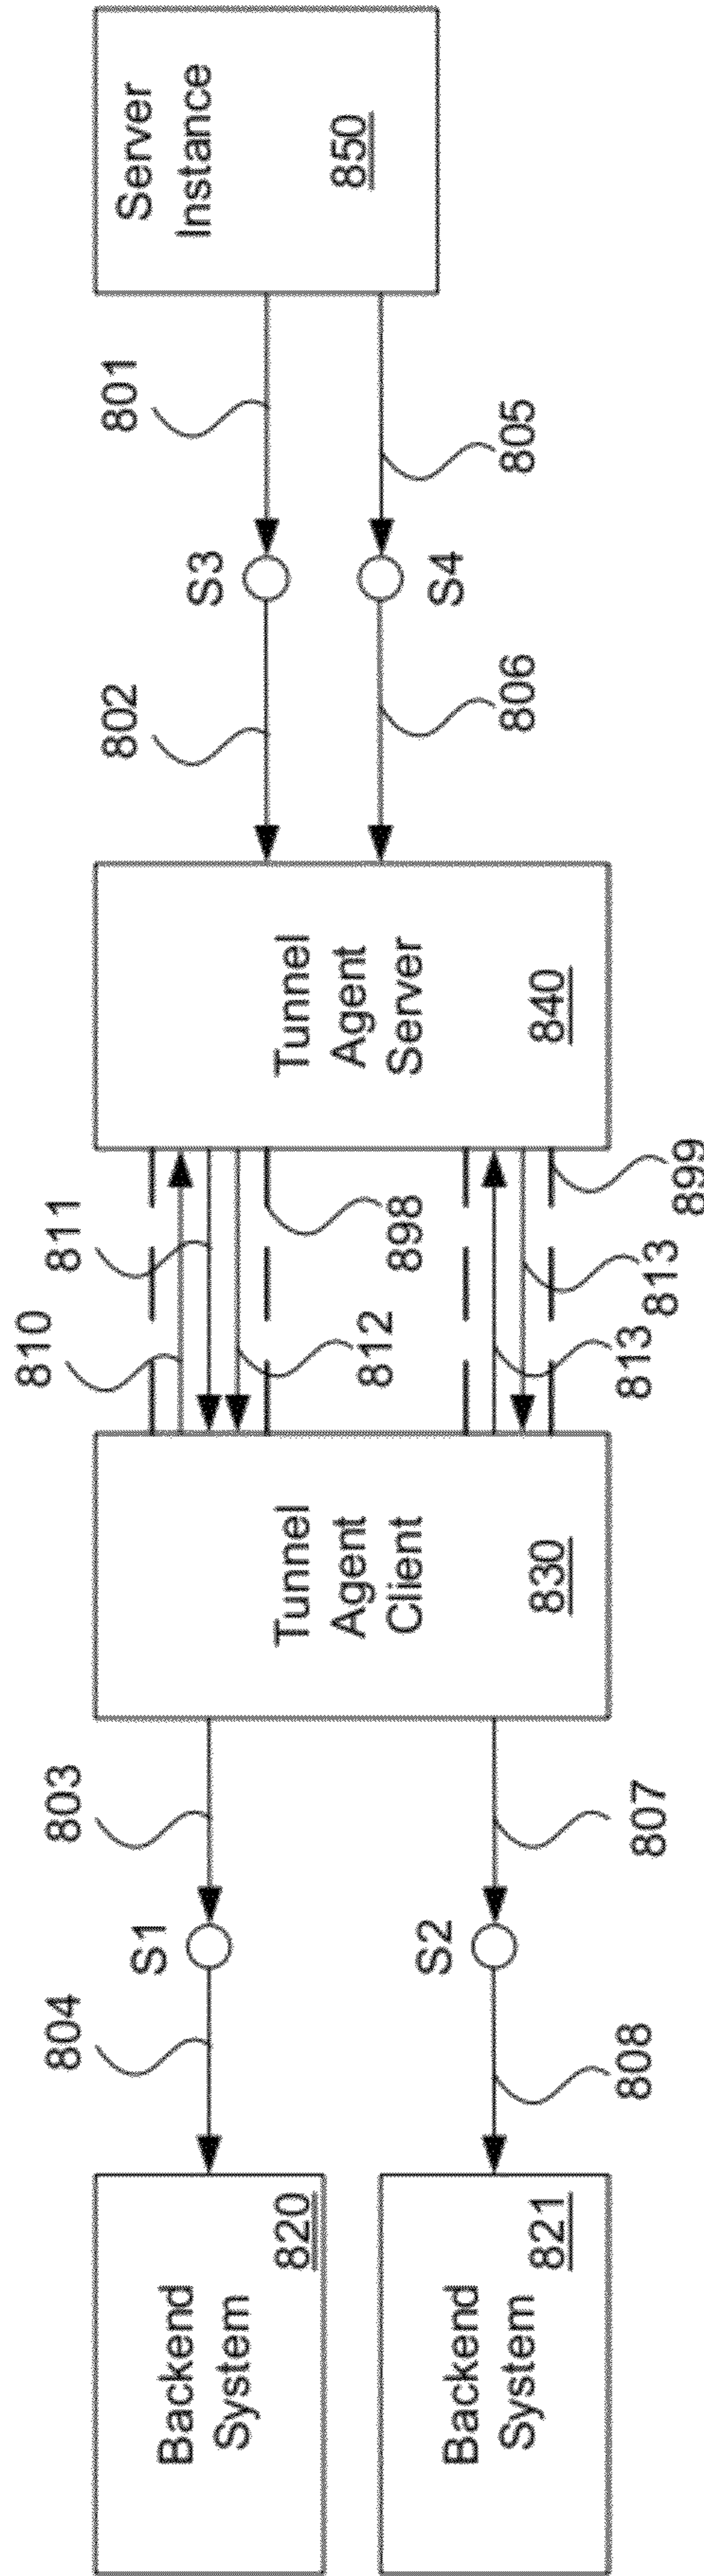 Backend
System
820
Backend
System
821
804
S1
803
S2
808
807
Tunnel
Agent
Client
830
810
811
812
898
813
813
899
Tunnel
Agent
Server
840
802
S3
801
806
S4
805
Server
Instance
850